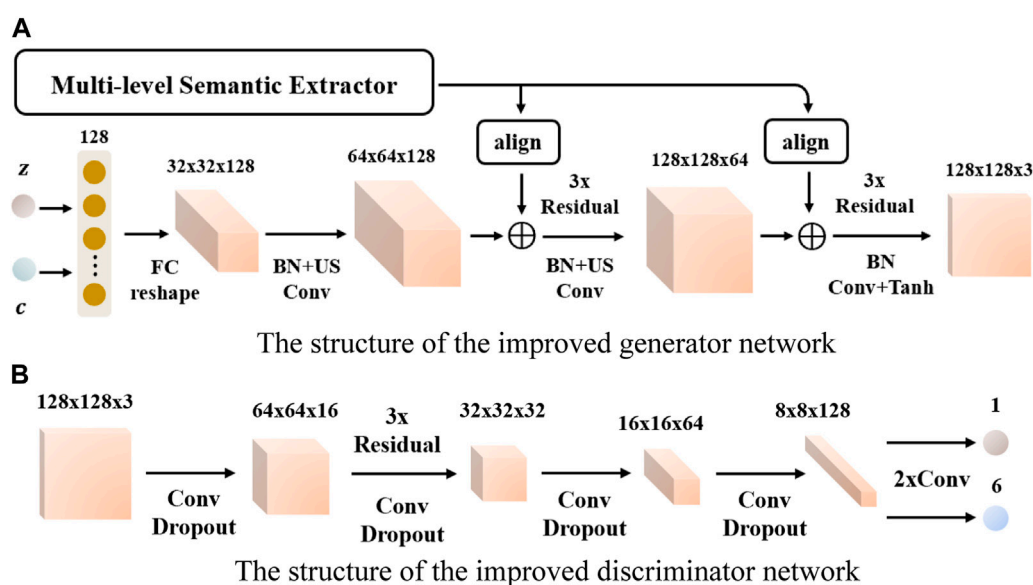 A
Multi-level Semantic Extractor
128
z
c
32x32x128
FC
reshape
64x64x128
BN+US
Conv
align
3x
Residual
BN+US
Conv
128x128x64
align
3x
Residual
BN
Conv+Tanh
128x128x3
The structure of the improved generator network
B
128x128x3
Conv
Dropout
64x64x16
3x
Residual
Conv
Dropout
32x32x32
Conv
Dropout
16x16x64
Conv
Dropout
8x8x128
2xConv
1
6
The structure of the improved discriminator network